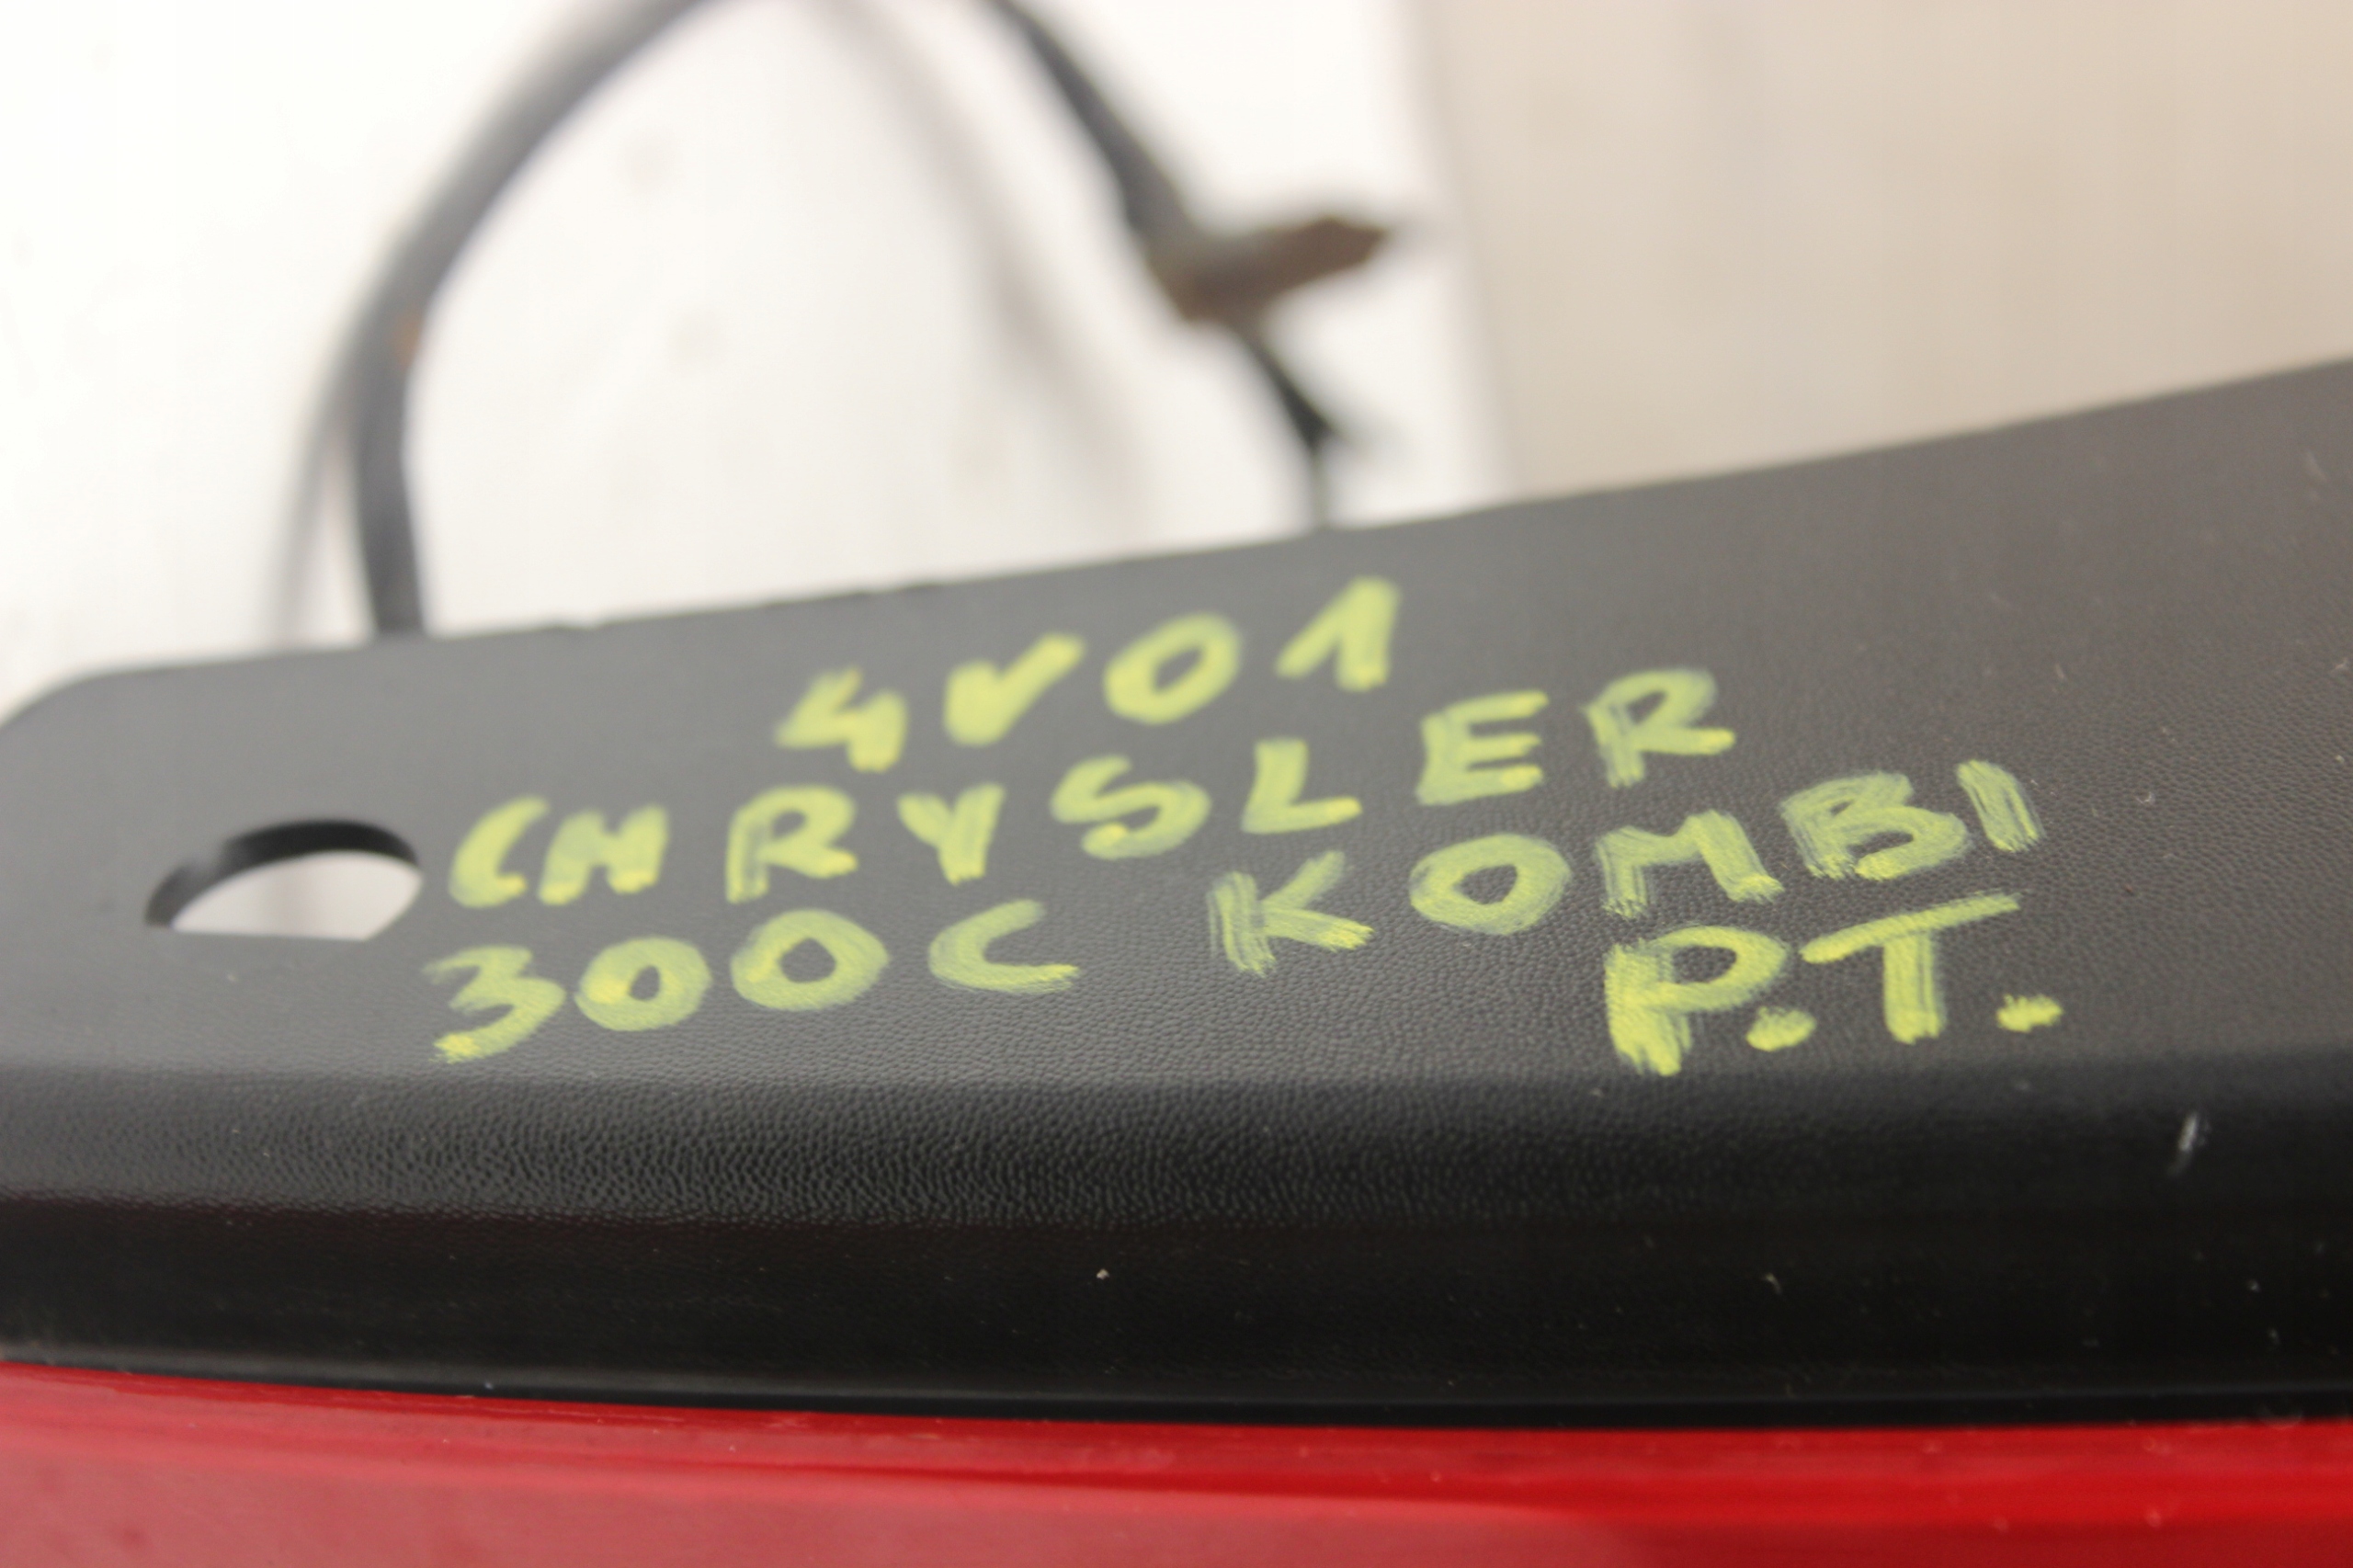 4V01
CHRYSLER
300C KOMBI
P.T.